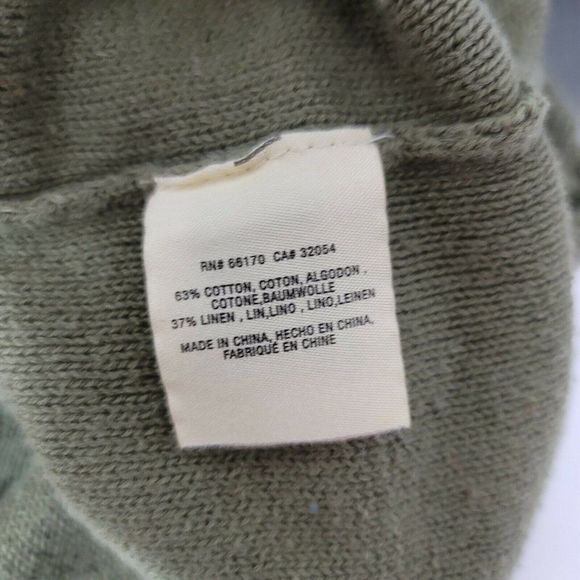 RN# 66170 CA# 32054
63% COTTON, COTON, ALGODON,
COTONE,BAUMWOLLE
37% LINEN , LIN,LINO , LINO,LEINEN
MADE IN CHINA, HECHO EN CHINA,
FABRIQUÉ EN CHINE